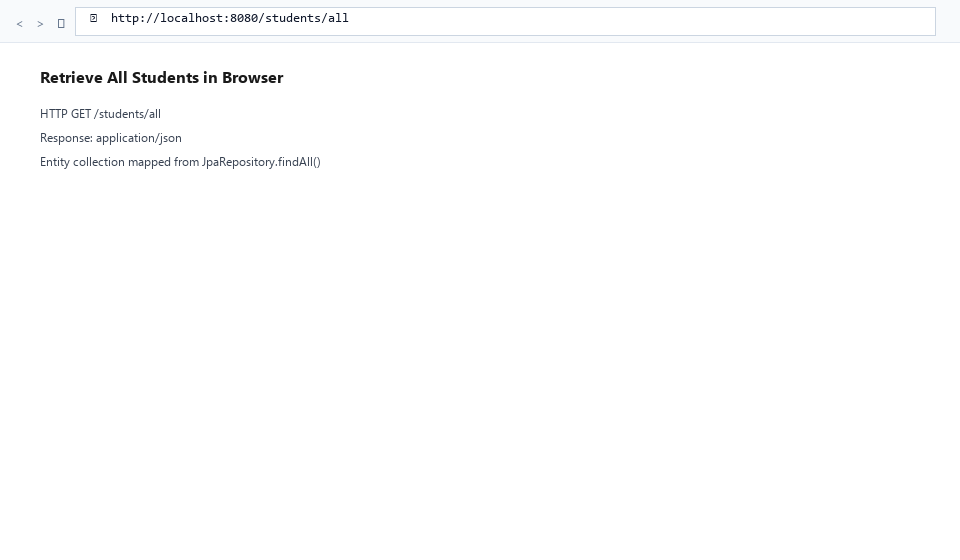 < >
http://localhost:8080/students/all
Retrieve All Students in Browser
HTTP GET /students/all
Response: application/json
Entity collection mapped from JpaRepository.findAll()